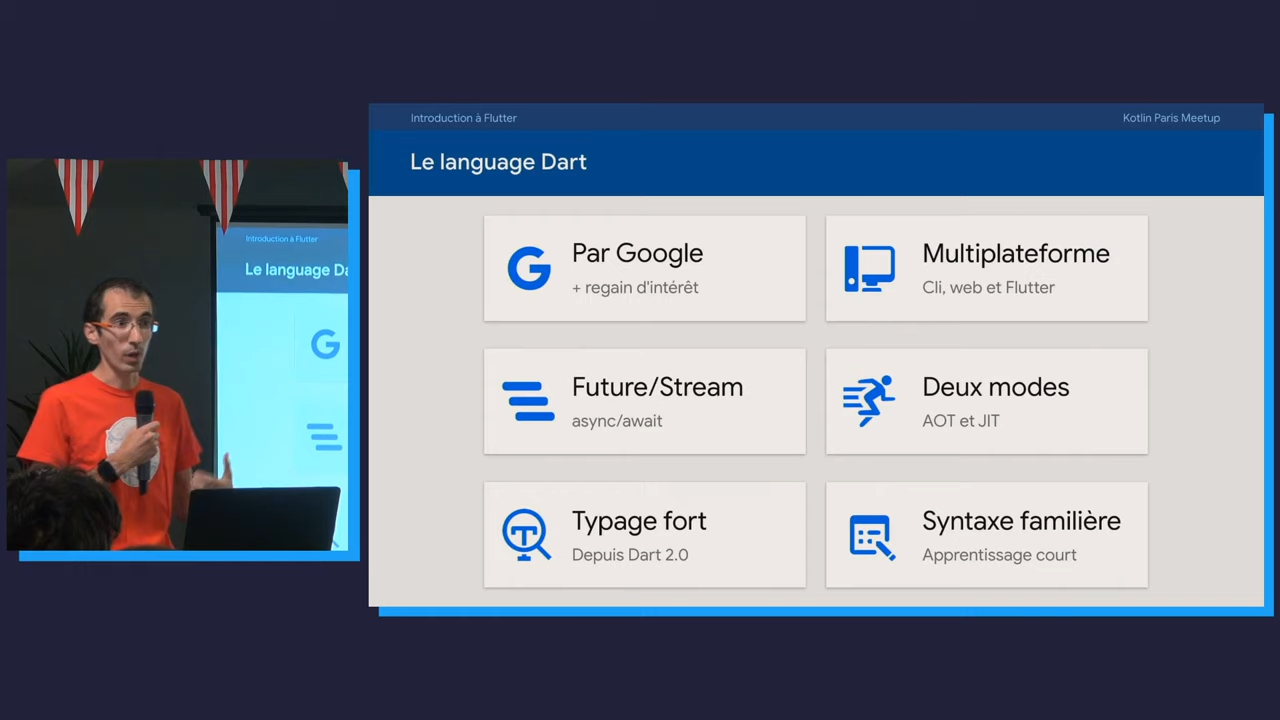 Introduction à Flutter
Kotlin Paris Meetup
Le language Dart
Par Google
+ regain d'intérêt
Multiplateforme
Cli, web et Flutter
Future/Stream
async/await
Deux modes
AOT et JIT
Typage fort
Depuis Dart 2.0
Syntaxe familière
Apprentissage court
Introduction à Flutter
Le language Da